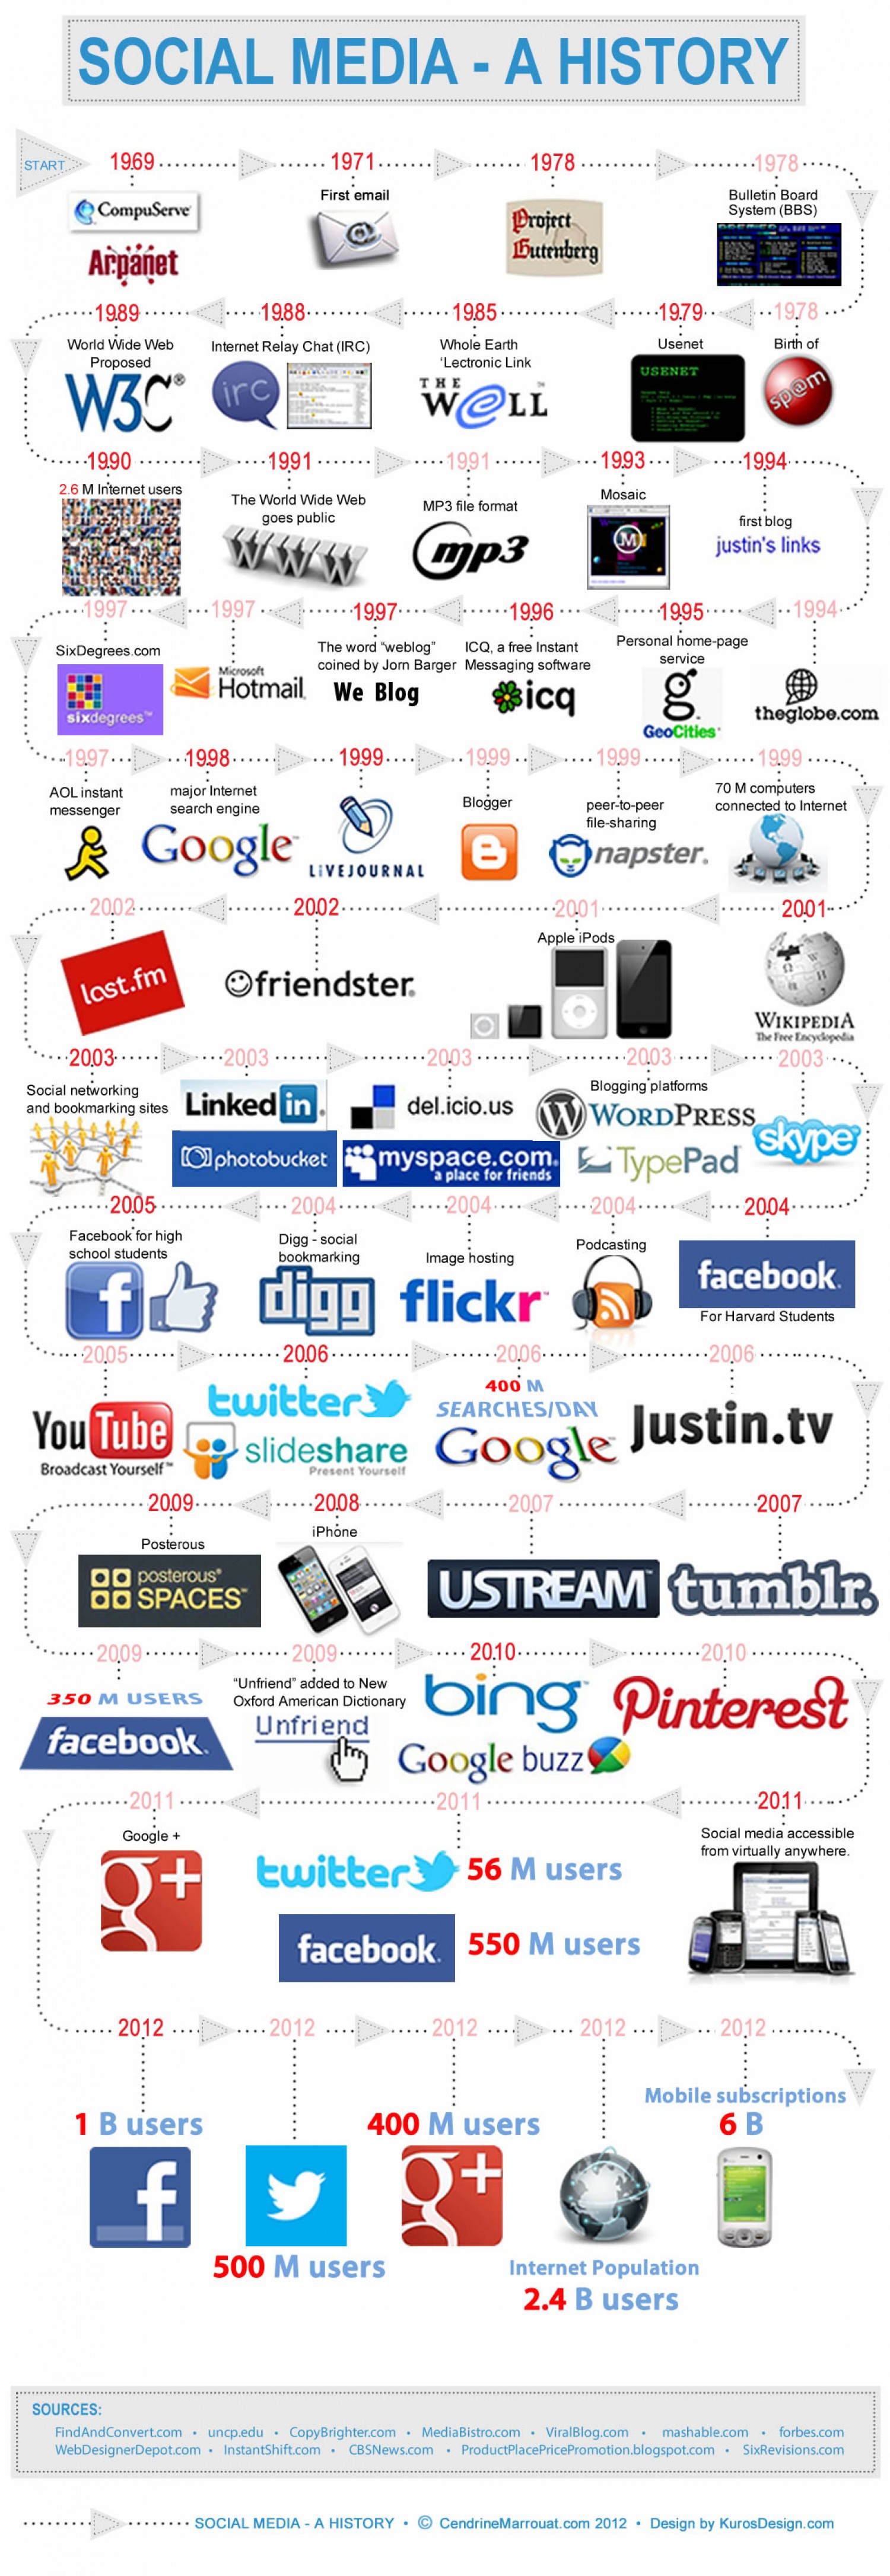 SOCIAL MEDIA - A HISTORY
START
1969
1971
1978
1978
CompuServe
Arpanet
First email
@
Project
Gutenberg
Bulletin Board
System (BBS)
1989
1988
1985
1979
1978
World Wide Web
Proposed
W3C®
Internet Relay Chat (IRC)
irc
Whole Earth
'Lectronic Link
THE
W@LL
Usenet
USENET
Birth of
sp@m
1990
1991
1991
1993
1994
2.6 M Internet users
The World Wide Web
goes public
WWW
MP3 file format
mp3
Mosaic
M
first blog
justin's links
1997
1997
1997
1996
1995
1994
SixDegrees.com
sixdegrees™
Microsoft
Hotmail
The word "weblog"
coined by Jorn Barger
We Blog
ICQ, a free Instant
Messaging software
icq
Personal home-page
service
g
GeoCities
theglobe.com
1997
1998
1999
1999
1999
1999
AOL instant
messenger
major Internet
search engine
Google™
LIVEJOURNAL
Blogger
B
peer-to-peer
file-sharing
napster.
70 M computers
connected to Internet
2002
2002
2001
2001
last.fm
friendster.
Apple iPods
WIKIPEDIA
The Free Encyclopedia
2003
2003
2003
2003
2003
Social networking
and bookmarking sites
Linked in.
photobucket
del.icio.us
myspace.com.
a place for friends
Blogging platforms
WORDPRESS
TypePad
skype
2005
2004
2004
2004
2004
Facebook for high
school students
f
Digg - social
bookmarking
digg
Image hosting
flickr
Podcasting
facebook.
For Harvard Students
2005
2006
2006
2006
YouTube
Broadcast Yourself™
twitter
slideshare
Present Yourself
400 M
SEARCHES/DAY
Google
Justin.tv
2009
2008
2007
2007
Posterous
posterous®
SPACES™
iPhone
USTREAM
tumblr.
2009
2009
2010
2010
350 M USERS
facebook.
"Unfriend" added to New
Oxford American Dictionary
Unfriend
bing™
Google buzz
Pinterest
2011
2011
2011
Google +
g+
twitter 56 M users
facebook. 550 M users
Social media accessible
from virtually anywhere.
2012
2012
2012
2012
2012
1 B users
f
500 M users
400 M users
g+
Internet Population
2.4 B users
Mobile subscriptions
6 B
SOURCES:
FindAndConvert.com • uncp.edu • CopyBrighter.com • MediaBistro.com • ViralBlog.com • mashable.com • forbes.com
WebDesignerDepot.com • InstantShift.com • CBSNews.com • ProductPlacePricePromotion.blogspot.com • SixRevisions.com
SOCIAL MEDIA - A HISTORY • © CendrineMarrouat.com 2012 • Design by KurosDesign.com